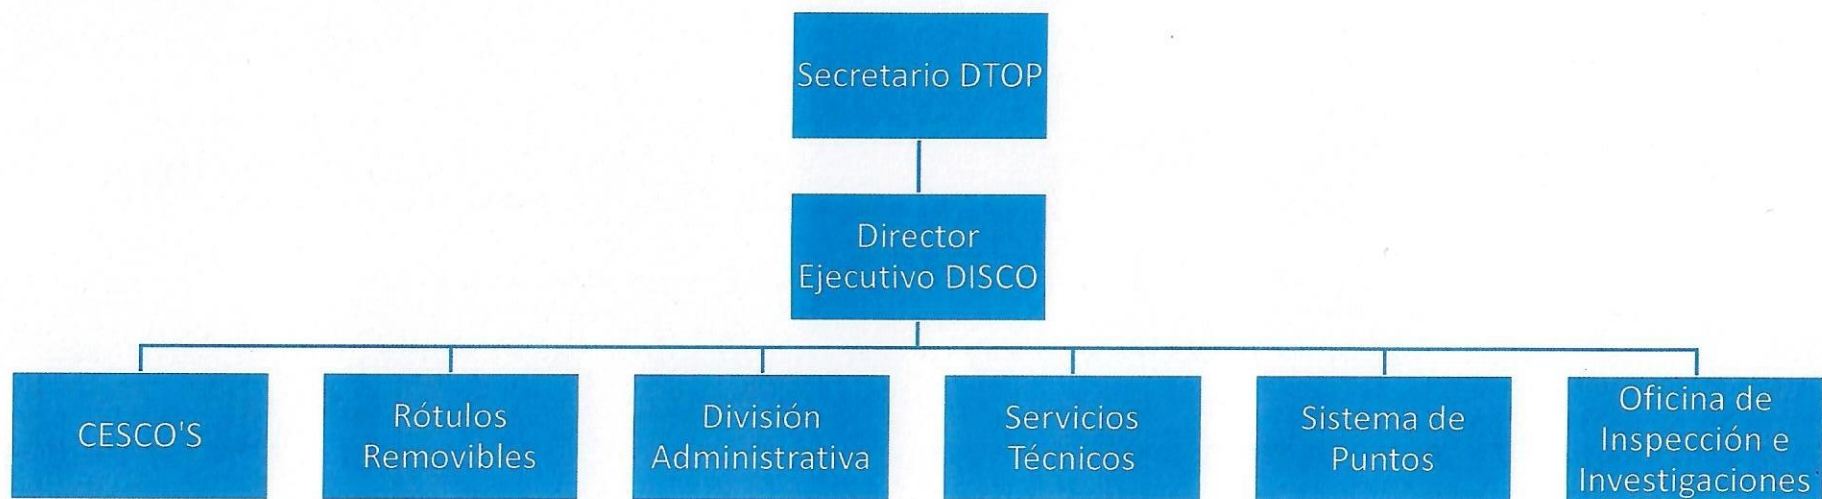 Secretario DTOP
Director
Ejecutivo DISCO
CESCO'S
Rótulos
Removibles
División
Administrativa
Servicios
Técnicos
Sistema de
Puntos
Oficina de
Inspección e
Investigaciones